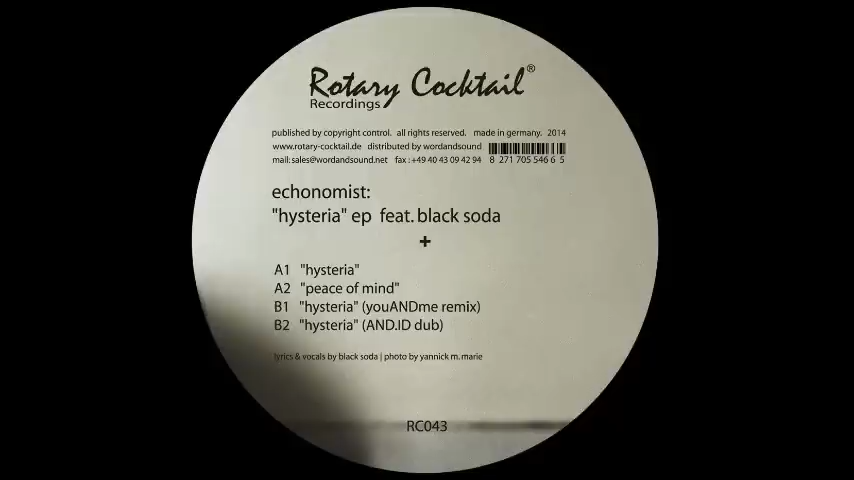 Rotary Cocktail®
Recordings
published by copyright control. all rights reserved. made in germany. 2014
www.rotary-cocktail.de distributed by wordandsound
mail: sales@wordandsound.net fax : +49 40 43 09 42 94 8 271 705 546 6 5
echonomist:
"hysteria" ep feat. black soda
+
A1 "hysteria"
A2 "peace of mind"
B1 "hysteria" (youANDme remix)
B2 "hysteria" (AND.ID dub)
lyrics & vocals by black soda | photo by yannick m. marie
RC043